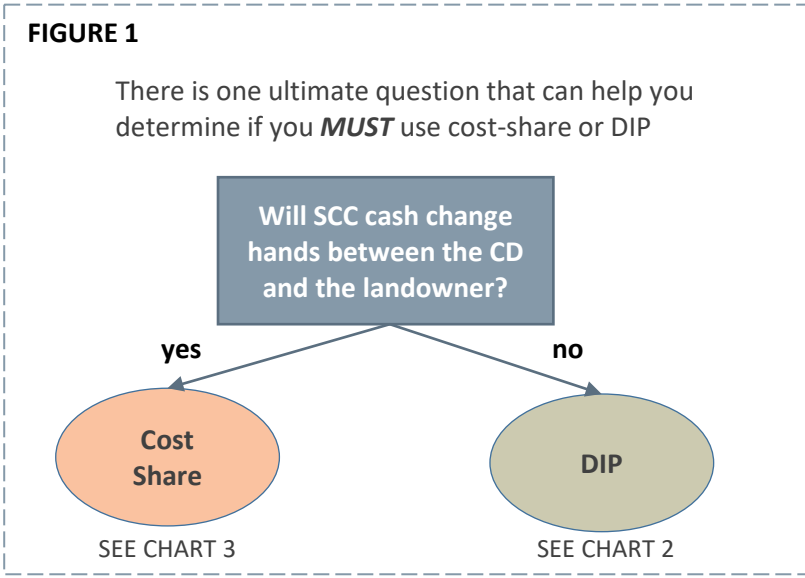 FIGURE 1
There is one ultimate question that can help you
determine if you MUST use cost-share or DIP
Will SCC cash change
hands between the CD
and the landowner?
yes
no
Cost
Share
DIP
SEE CHART 3
SEE CHART 2